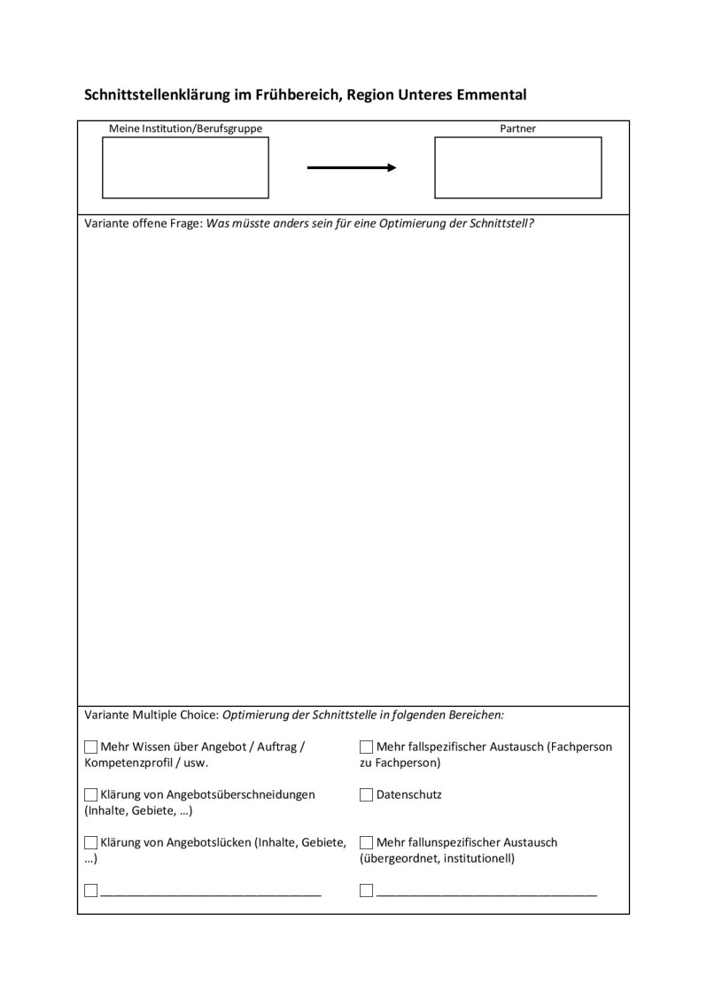 Schnittstellenklärung im Frühbereich, Region Unteres Emmental
Meine Institution/Berufsgruppe
Partner
Variante offene Frage: Was müsste anders sein für eine Optimierung der Schnittstell?
Variante Multiple Choice: Optimierung der Schnittstelle in folgenden Bereichen:
Mehr Wissen über Angebot / Auftrag /
Kompetenzprofil / usw.
Mehr fallspezifischer Austausch (Fachperson
zu Fachperson)
Klärung von Angebotsüberschneidungen
(Inhalte, Gebiete, …)
Datenschutz
Klärung von Angebotslücken (Inhalte, Gebiete,
…)
Mehr fallunspezifischer Austausch
(übergeordnet, institutionell)